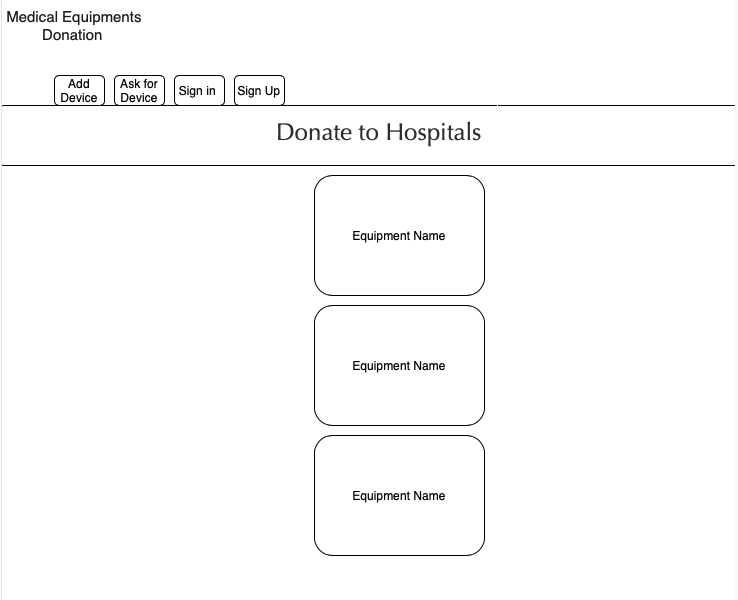 Medical Equipments
Donation
Add
Device
Ask for
Device
Sign in
Sign Up
Donate to Hospitals
Equipment Name
Equipment Name
Equipment Name